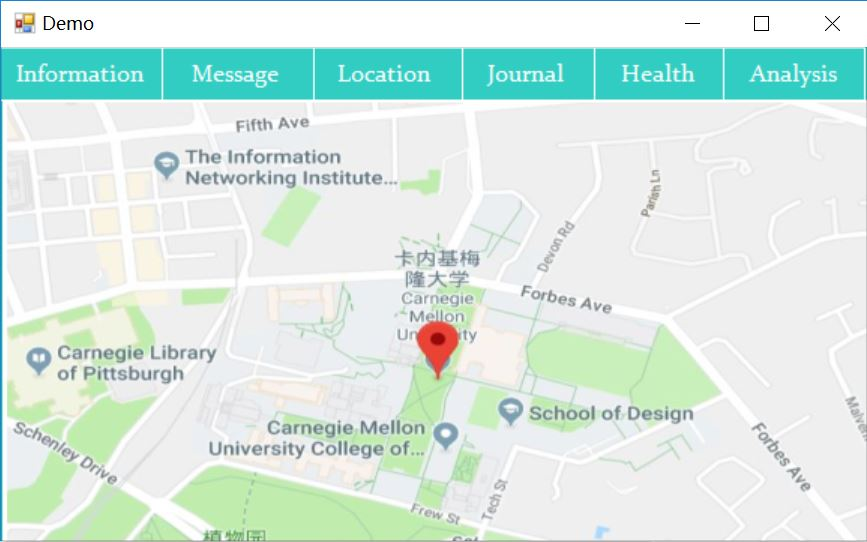 Demo
Information Message Location Journal Health Analysis
Fifth Ave
The Information
Networking Institute...
Parish Ln
Devon Rd
卡内基梅
隆大学
Carnegie
Mellon
Forbes Ave
Carnegie Library
of Pittsburgh
School of Design
Carnegie Mellon
University College of...
Schenley Drive
Forbes Ave
Tech St
Frew St
植物园